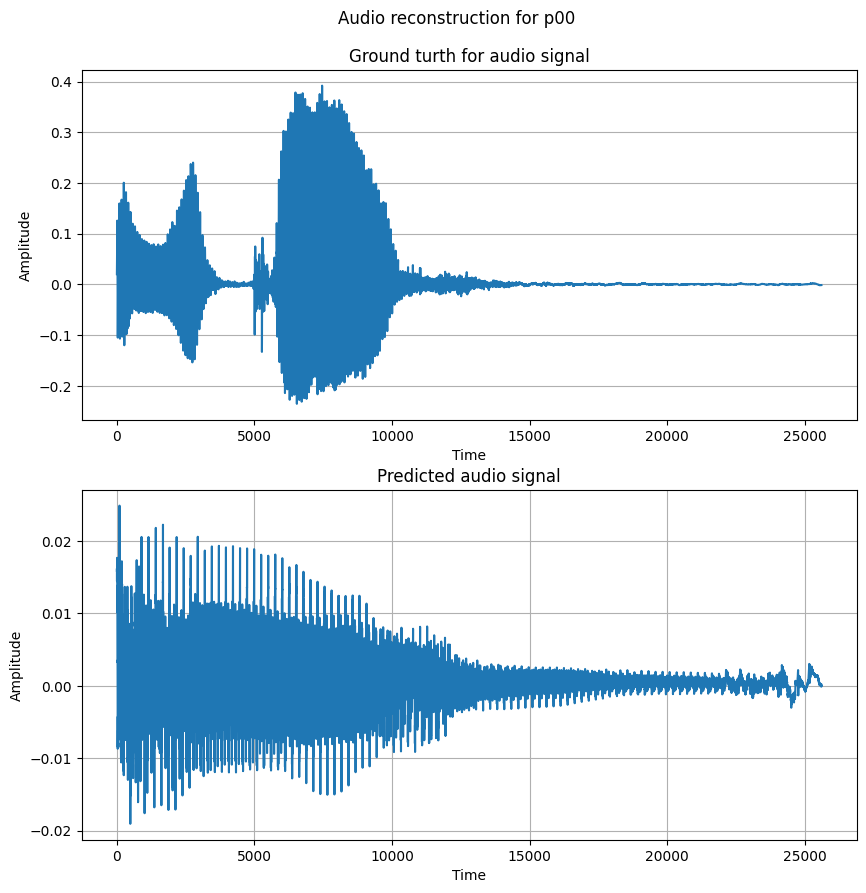 Audio reconstruction for p00
Ground turth for audio signal
0.4
0.3
0.2
0.1
0.0
−0.1
−0.2
Amplitude
0 5000 10000 15000 20000 25000
Time
Predicted audio signal
0.02
0.01
0.00
−0.01
−0.02
Amplitude
0 5000 10000 15000 20000 25000
Time